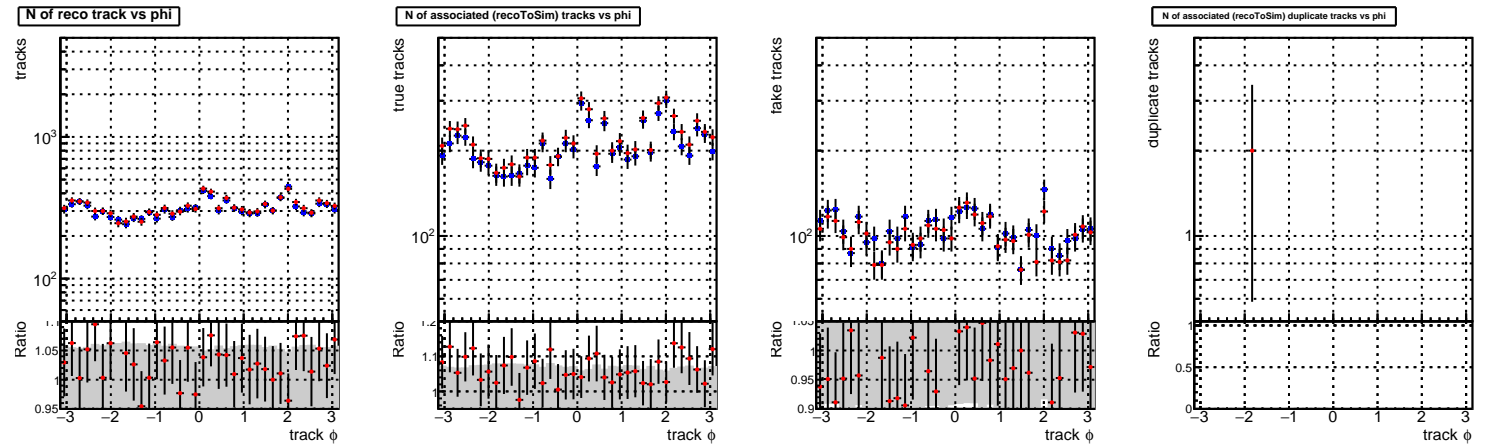 N of reco track vs phi
tracks
10³
10²
Ratio
1.1
1.05
1
0.95
−3 −2 −1 0 1 2 3
track ϕ
N of associated (recoToSim) tracks vs phi
true tracks
10²
Ratio
1.2
1.1
1
−3 −2 −1 0 1 2 3
track ϕ
fake tracks
10²
Ratio
1.05
0.95
0.9
−3 −2 −1 0 1 2 3
track ϕ
N of associated (recoToSim) duplicate tracks vs phi
duplicate tracks
1
Ratio
1
0.5
0
−3 −2 −1 0 1 2 3
track ϕ